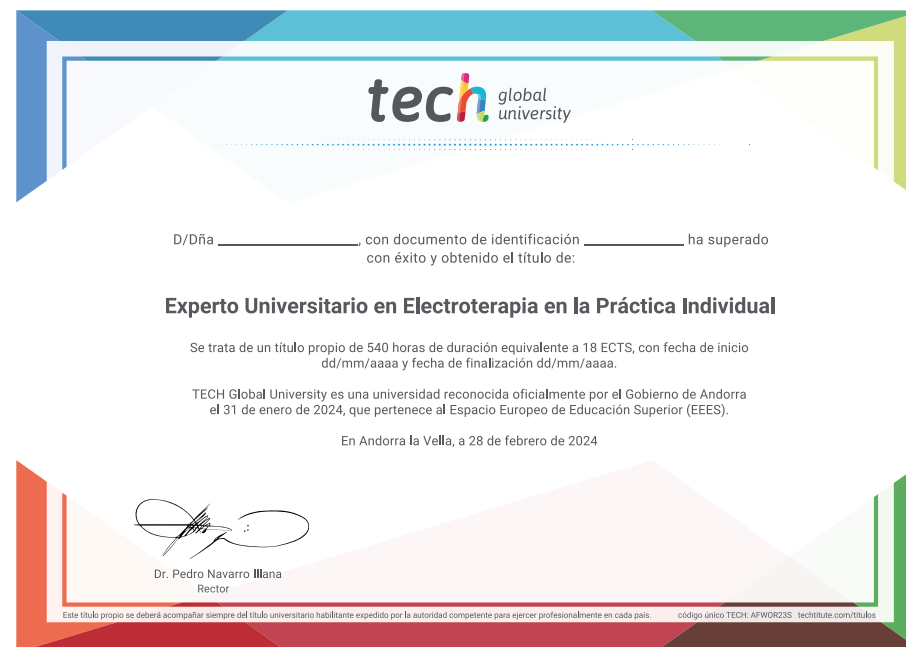 tech global university
D/Dña ____________________, con documento de identificación ______________ ha superado
con éxito y obtenido el título de:
Experto Universitario en Electroterapia en la Práctica Individual
Se trata de un título propio de 540 horas de duración equivalente a 18 ECTS, con fecha de inicio
dd/mm/aaaa y fecha de finalización dd/mm/aaaa.
TECH Global University es una universidad reconocida oficialmente por el Gobierno de Andorra
el 31 de enero de 2024, que pertenece al Espacio Europeo de Educación Superior (EEES).
En Andorra la Vella, a 28 de febrero de 2024
Dr. Pedro Navarro Illana
Rector
Este título propio se deberá acompañar siempre del título universitario habilitante expedido por la autoridad competente para ejercer profesionalmente en cada país. código único TECH: AFWOR23S techtitute.com/titulos